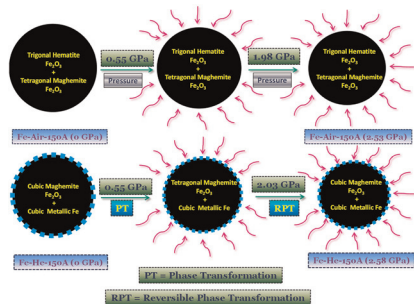 Trigonal Hematite
Fe₂O₃
+
Tetragonal Maghemite
Fe₂O₃
0.55 GPa
Pressure
Trigonal Hematite
Fe₂O₃
+
Tetragonal Maghemite
Fe₂O₃
1.98 GPa
Pressure
Trigonal Hematite
Fe₂O₃
+
Tetragonal Maghemite
Fe₂O₃
Fe-Air-150A (0 GPa)
Fe-Air-150A (2.53 GPa)
Cubic Maghemite
Fe₂O₃
+
Cubic Metallic Fe
0.55 GPa
PT
Tetragonal Maghemite
Fe₂O₃
+
Cubic Metallic Fe
2.03 GPa
RPT
Cubic Maghemite
Fe₂O₃
+
Cubic Metallic Fe
Fe-He-150A (0 GPa)
Fe-He-150A (2.58 GPa)
PT = Phase Transformation
RPT = Reversible Phase Transformation